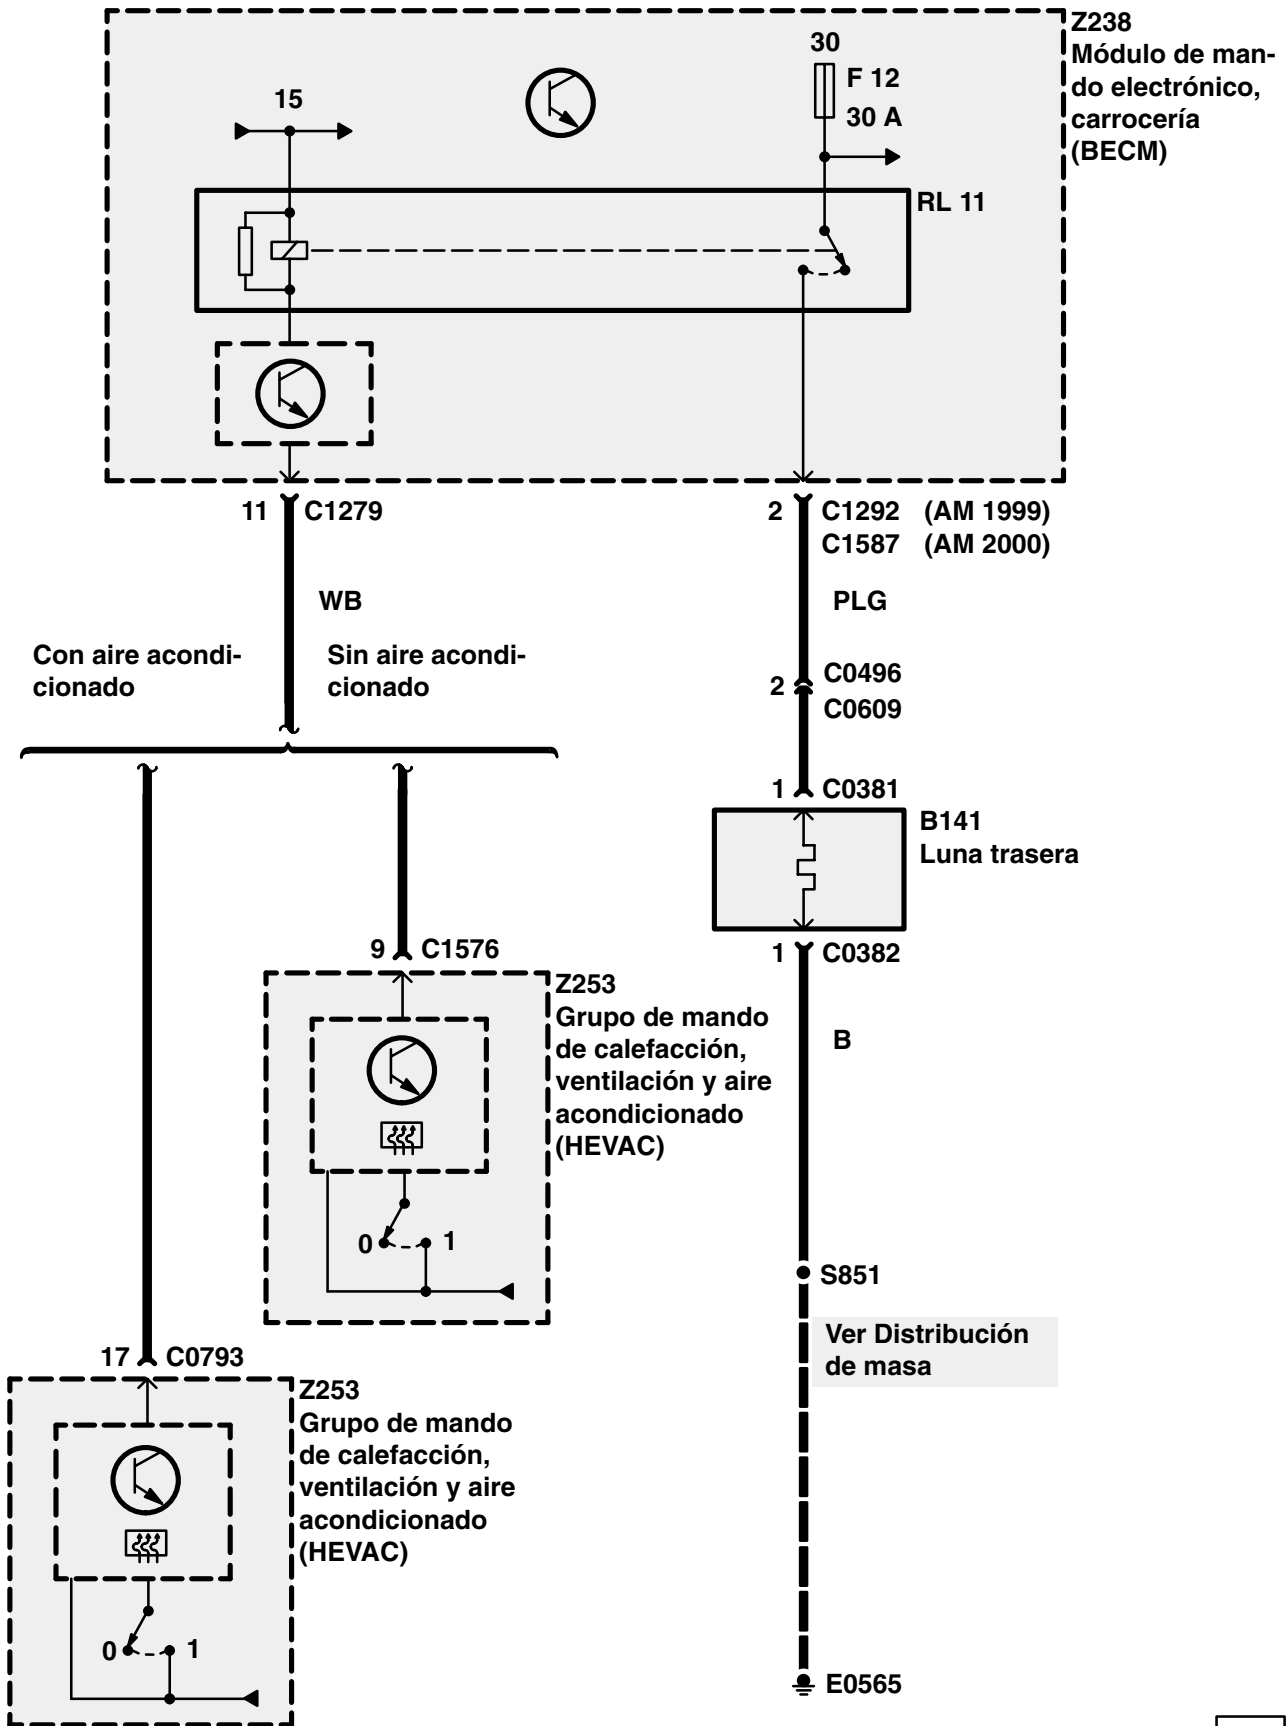 Z238
Módulo de man-
do electrónico,
carrocería
(BECM)
30
F 12
30 A
15
RL 11
11 C1279
2 C1292 (AM 1999)
C1587 (AM 2000)
WB
PLG
Con aire acondi-
cionado
Sin aire acondi-
cionado
2
C0496
C0609
1 C0381
B141
Luna trasera
1 C0382
9 C1576
Z253
Grupo de mando
de calefacción,
ventilación y aire
acondicionado
(HEVAC)
B
0 1
S851
Ver Distribución
de masa
17 C0793
Z253
Grupo de mando
de calefacción,
ventilación y aire
acondicionado
(HEVAC)
0 1
E0565